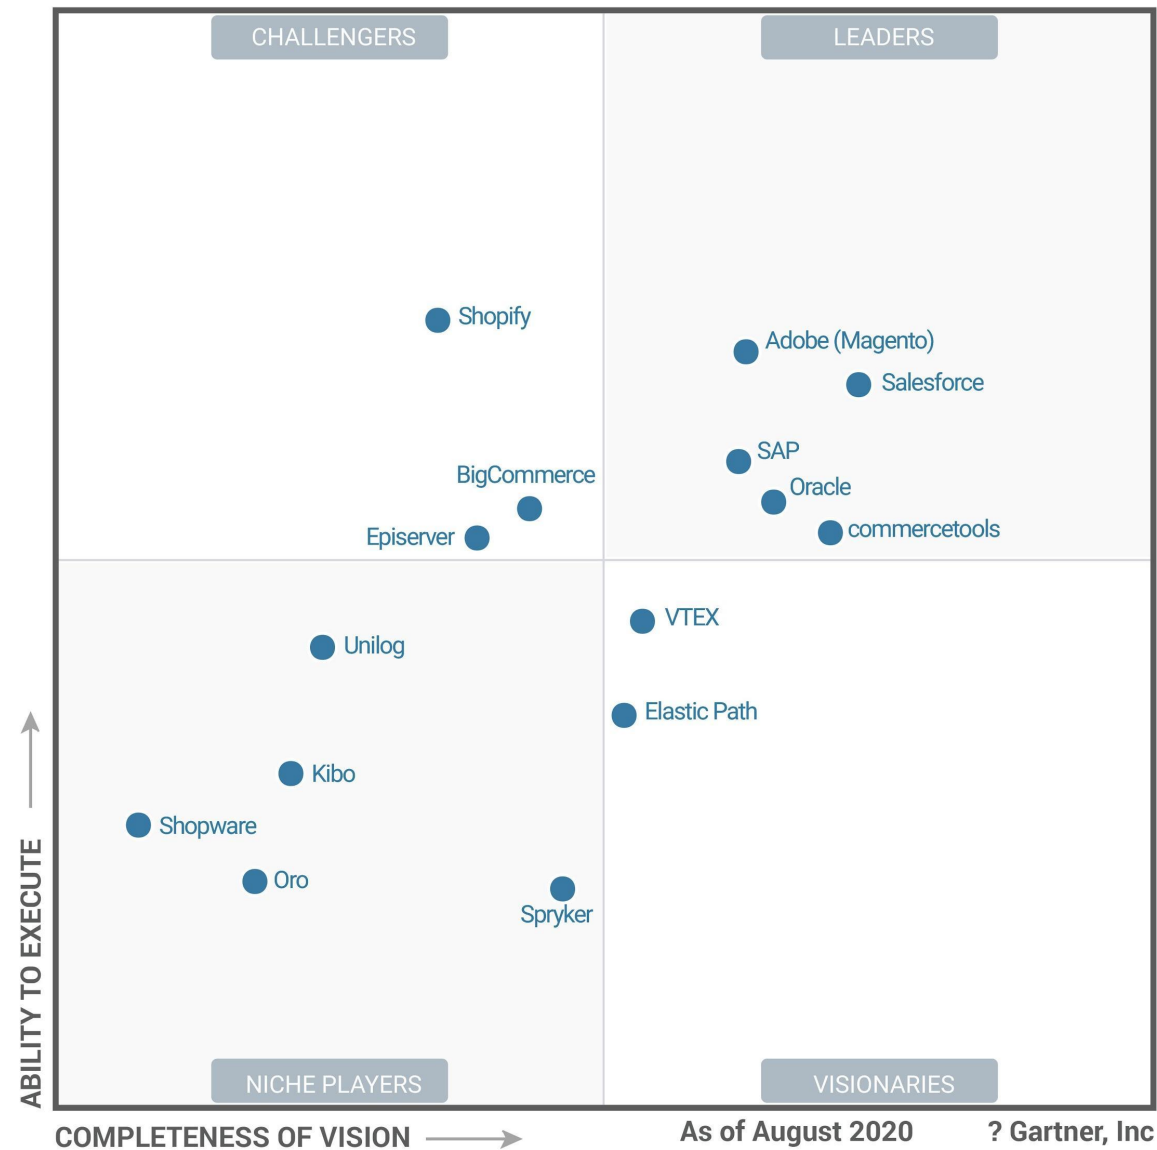 CHALLENGERS
LEADERS
Shopify
Adobe (Magento)
Salesforce
SAP
BigCommerce
Oracle
Episerver
commercetools
VTEX
Unilog
Elastic Path
Kibo
Shopware
Oro
Spryker
NICHE PLAYERS
VISIONARIES
ABILITY TO EXECUTE
COMPLETENESS OF VISION
As of August 2020
? Gartner, Inc